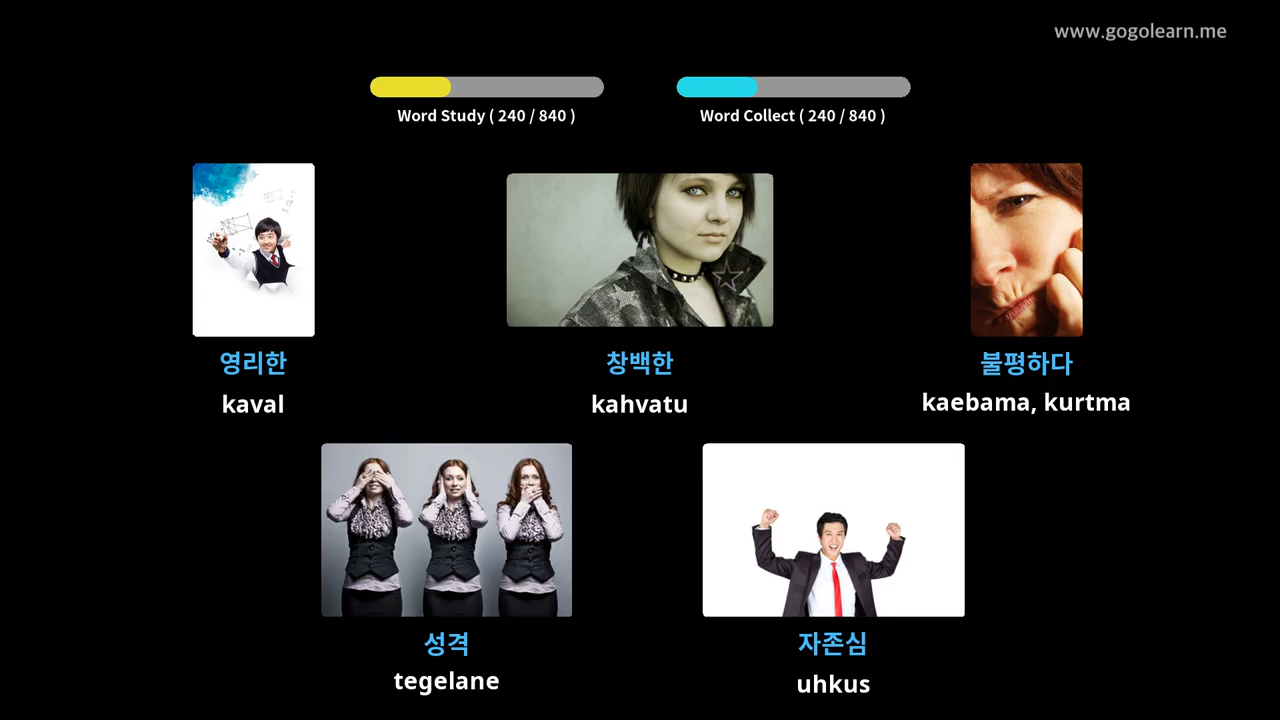 www.gogolearn.me
Word Study ( 240 / 840 )
Word Collect ( 240 / 840 )
영리한
kaval
창백한
kahvatu
불평하다
kaebama, kurtma
성격
tegelane
자존심
uhkus